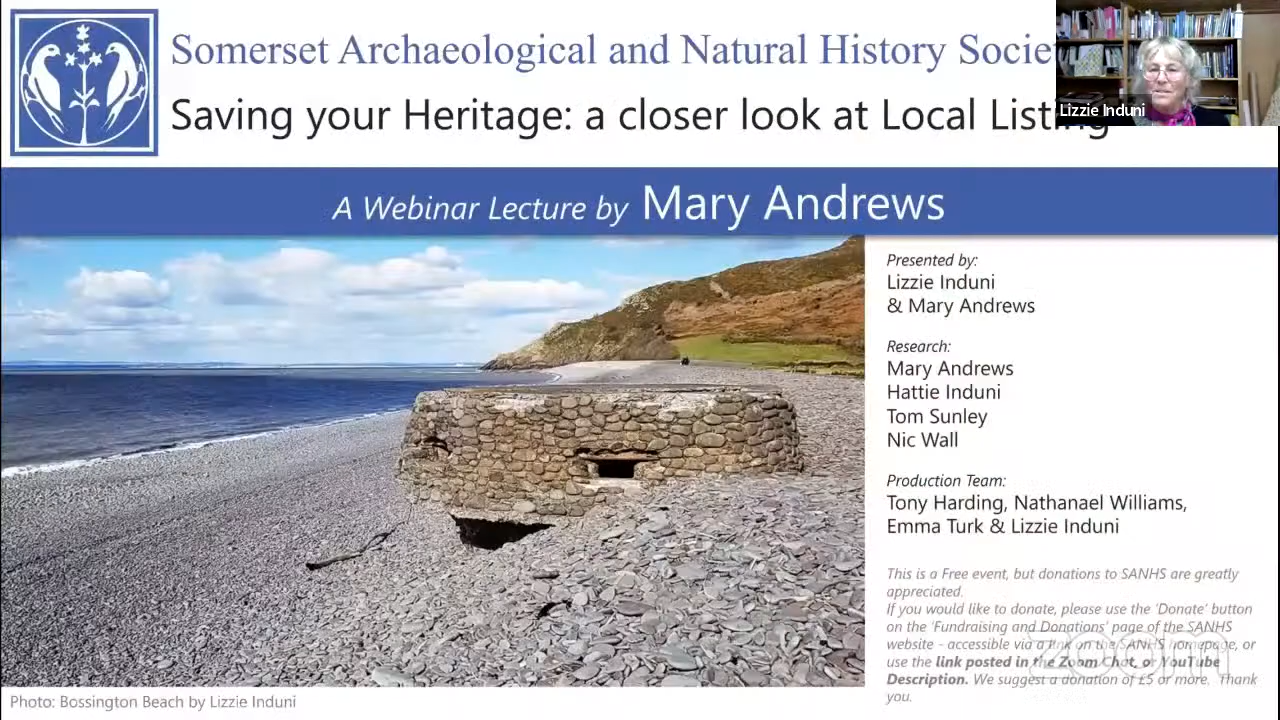 Somerset Archaeological and Natural History Socie
Saving your Heritage: a closer look at Local Listing
Lizzie Induni
A Webinar Lecture by Mary Andrews
Presented by:
Lizzie Induni
& Mary Andrews
Research:
Mary Andrews
Hattie Induni
Tom Sunley
Nic Wall
Production Team:
Tony Harding, Nathanael Williams,
Emma Turk & Lizzie Induni
This is a Free event, but donations to SANHS are greatly
appreciated.
If you would like to donate, please use the 'Donate' button
on the 'Fundraising and Donations' page of the SANHS
website - accessible via a link on the SANHS homepage, or
use the link posted in the Zoom Chat, or YouTube
Description. We suggest a donation of £5 or more. Thank
you.
zoom
Photo: Bossington Beach by Lizzie Induni